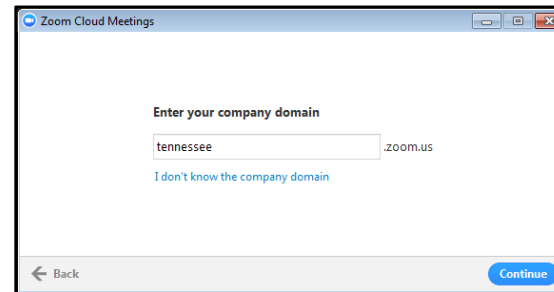 Zoom Cloud Meetings
Enter your company domain
tennessee .zoom.us
I don't know the company domain
Back Continue